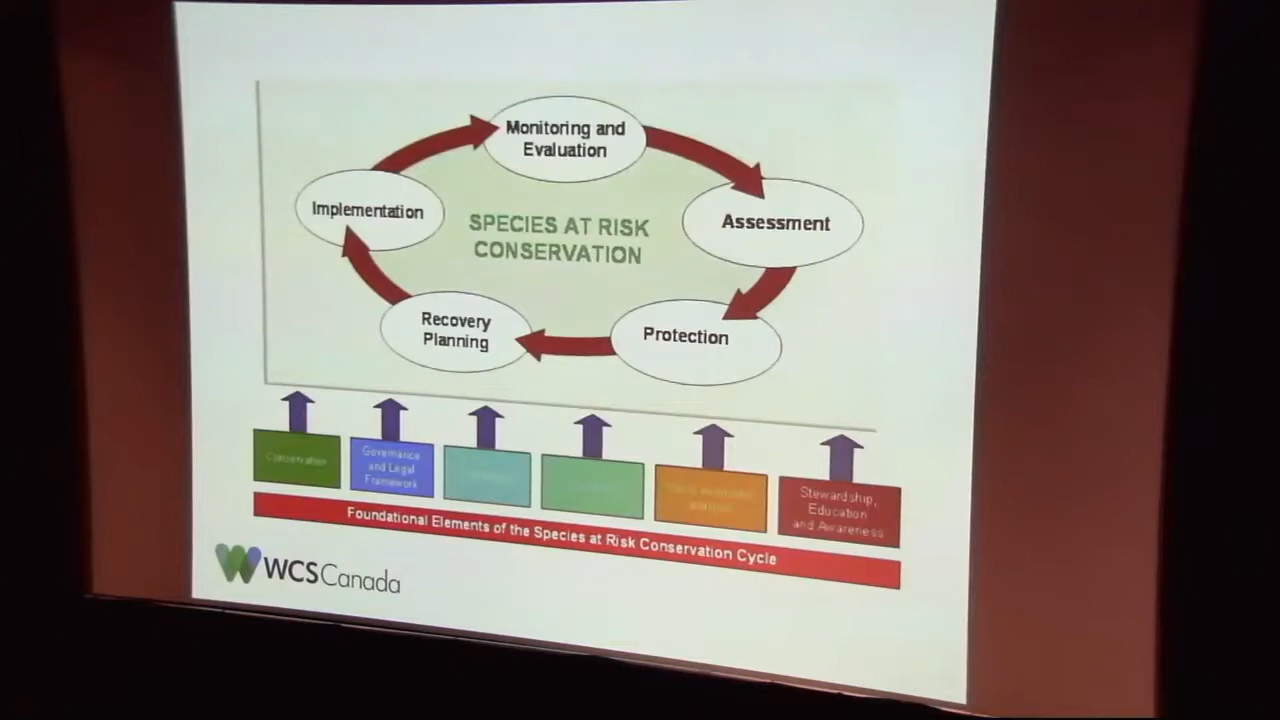 Monitoring and
Evaluation
Implementation
Assessment
SPECIES AT RISK
CONSERVATION
Recovery
Planning
Protection
Conservation
Governance
and Legal
Framework
Stewardship,
Education
and Awareness
Foundational Elements of the Species at Risk Conservation Cycle
WCS Canada